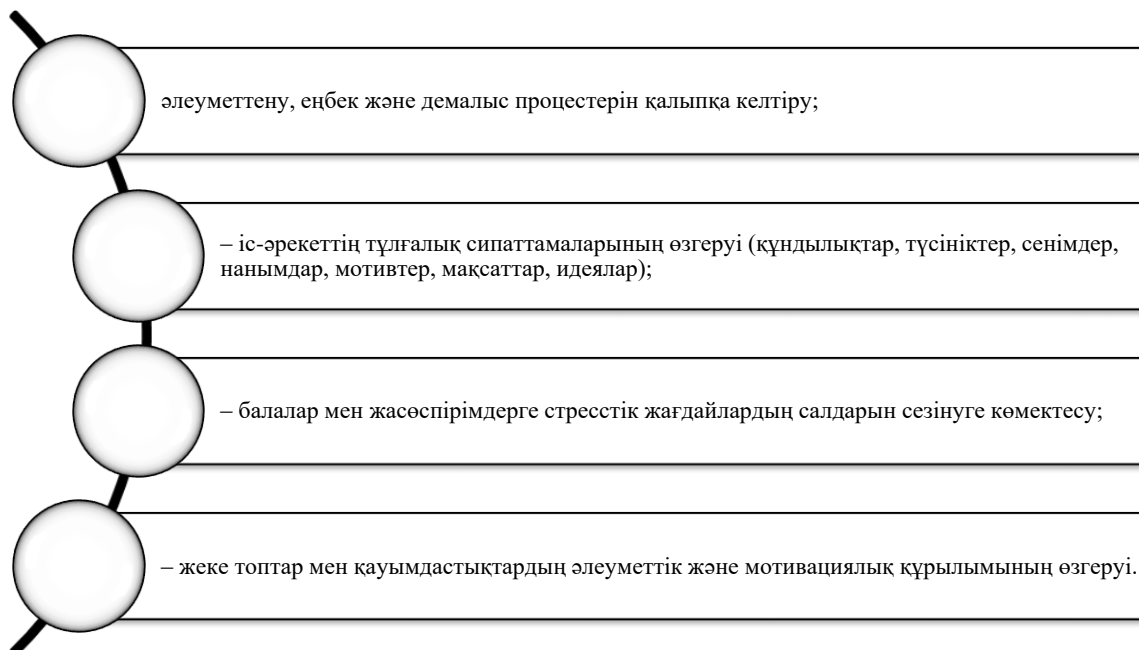 әлеуметтену, еңбек және демалыс процестерін қалыпқа келтіру;
– іс-әрекеттің тұлғалық сипаттамаларының өзгеруі (құндылықтар, түсініктер, сенімдер,
нанымдар, мотивтер, мақсаттар, идеялар);
– балалар мен жасөспірімдерге стресстік жағдайлардың салдарын сезінуге көмектесу;
– жеке топтар мен қауымдастықтардың әлеуметтік және мотивациялық құрылымының өзгеруі.